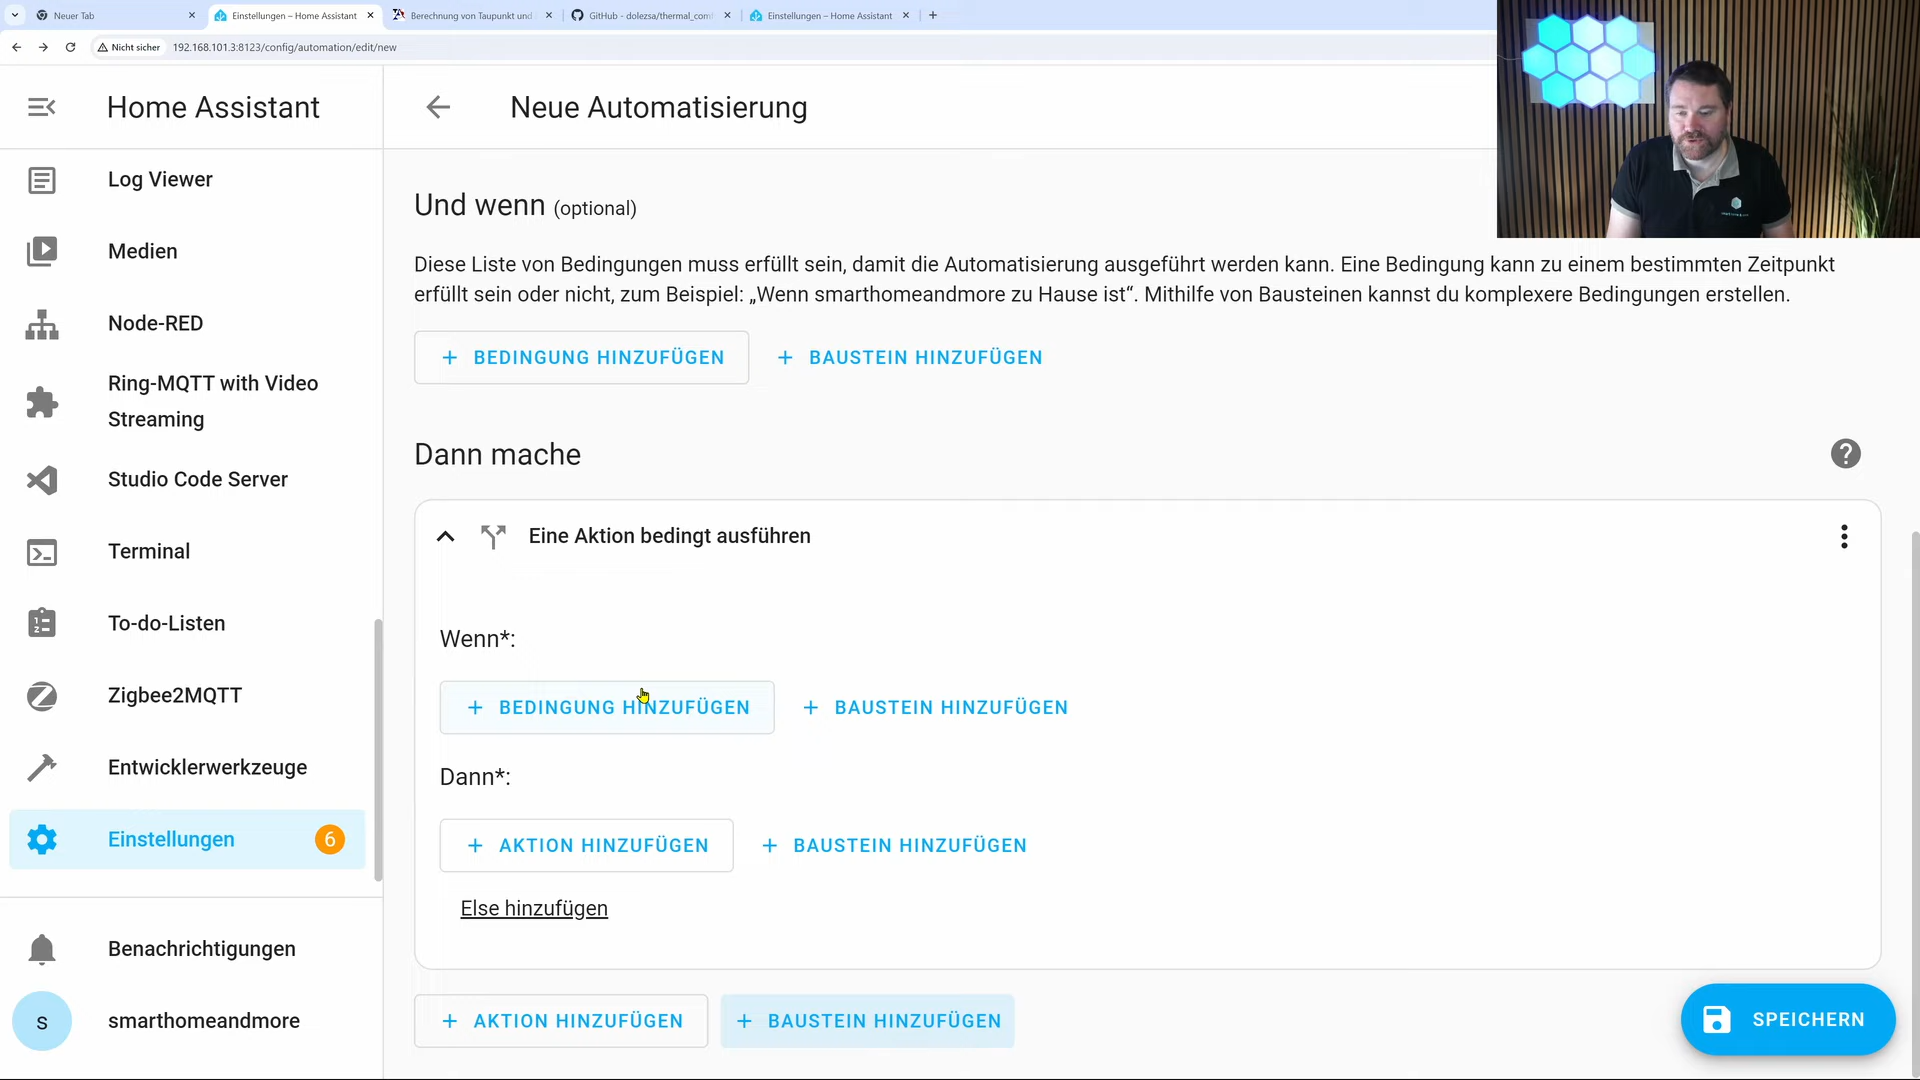 Neuer Tab
Einstellungen – Home Assistant
Berechnung von Taupunkt und
GitHub - dolezsa/thermal_com
Einstellungen – Home Assistant
Nicht sicher
192.168.101.3:8123/config/automation/edit/new
Home Assistant
Neue Automatisierung
Log Viewer
Medien
Node-RED
Ring-MQTT with Video
Streaming
Studio Code Server
Terminal
To-do-Listen
Zigbee2MQTT
Entwicklerwerkzeuge
Einstellungen
6
Benachrichtigungen
s
smarthomeandmore
Und wenn (optional)
Diese Liste von Bedingungen muss erfüllt sein, damit die Automatisierung ausgeführt werden kann. Eine Bedingung kann zu einem bestimmten Zeitpunkt
erfüllt sein oder nicht, zum Beispiel: „Wenn smarthomeandmore zu Hause ist“. Mithilfe von Bausteinen kannst du komplexere Bedingungen erstellen.
+ BEDINGUNG HINZUFÜGEN
+ BAUSTEIN HINZUFÜGEN
Dann mache
Eine Aktion bedingt ausführen
Wenn*:
+ BEDINGUNG HINZUFÜGEN
+ BAUSTEIN HINZUFÜGEN
Dann*:
+ AKTION HINZUFÜGEN
+ BAUSTEIN HINZUFÜGEN
Else hinzufügen
+ AKTION HINZUFÜGEN
+ BAUSTEIN HINZUFÜGEN
SPEICHERN